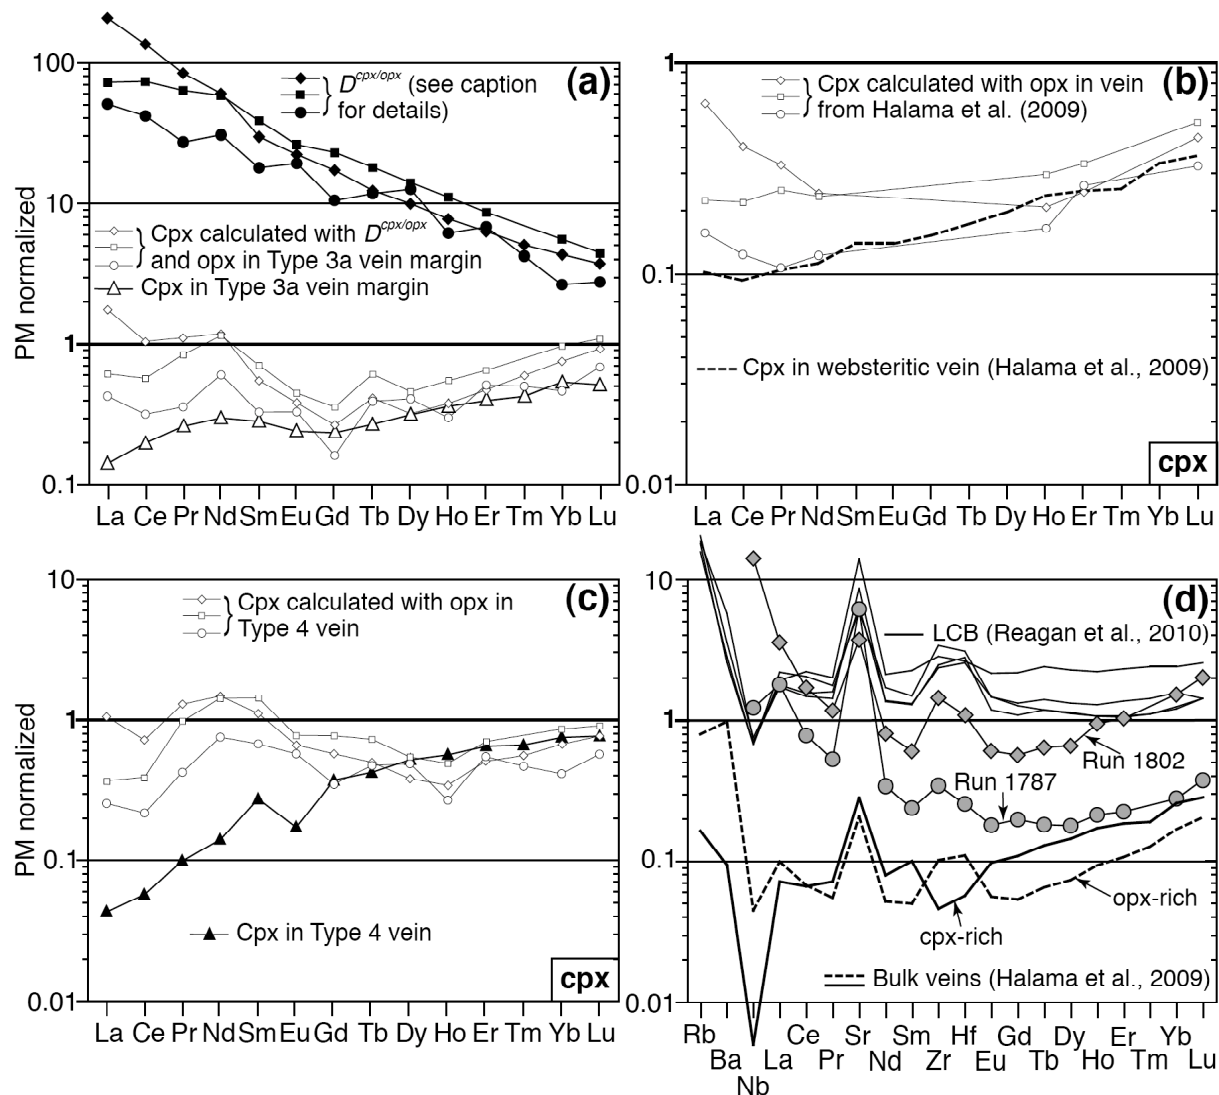 (a)
100
10
1
0.1
PM normalized
Dcpx/opx (see caption
for details)
Cpx calculated with Dcpx/opx
and opx in Type 3a vein margin
Cpx in Type 3a vein margin
La Ce Pr Nd Sm Eu Gd Tb Dy Ho Er Tm Yb Lu
(b)
1
0.1
0.01
Cpx calculated with opx in vein
from Halama et al. (2009)
Cpx in websteritic vein (Halama et al., 2009)
cpx
La Ce Pr Nd Sm Eu Gd Tb Dy Ho Er Tm Yb Lu
(c)
10
1
0.1
0.01
PM normalized
Cpx calculated with opx in
Type 4 vein
Cpx in Type 4 vein
cpx
La Ce Pr Nd Sm Eu Gd Tb Dy Ho Er Tm Yb Lu
(d)
10
1
0.1
0.01
LCB (Reagan et al., 2010)
Run 1802
Run 1787
opx-rich
cpx-rich
Bulk veins (Halama et al., 2009)
Rb Ba Nb La Ce Pr Sr Nd Sm Zr Hf Eu Gd Tb Dy Ho Er Tm Yb Lu